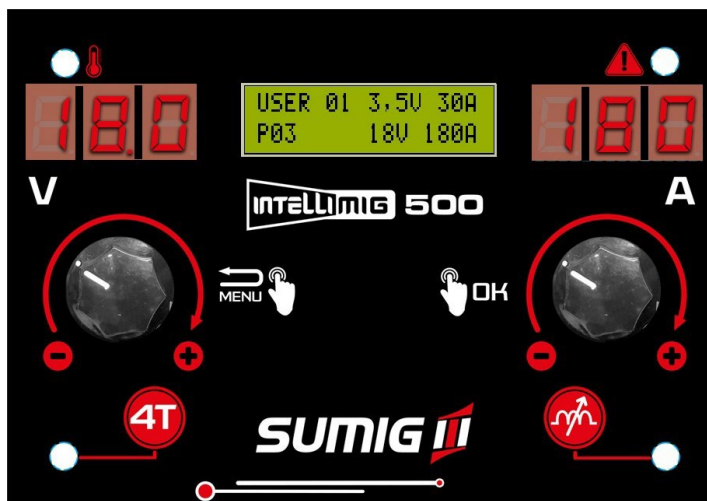 18.0
USER 01 3,5V 30A
P03 18V 180A
180
V
INTELLIMIG 500
A
MENU
OK
4T
SUMIG